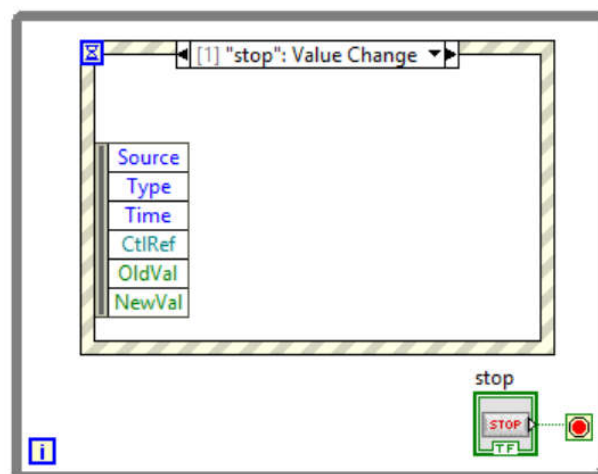 [1] "stop": Value Change
Source
Type
Time
CtlRef
OldVal
NewVal
stop
STOP
TF
i